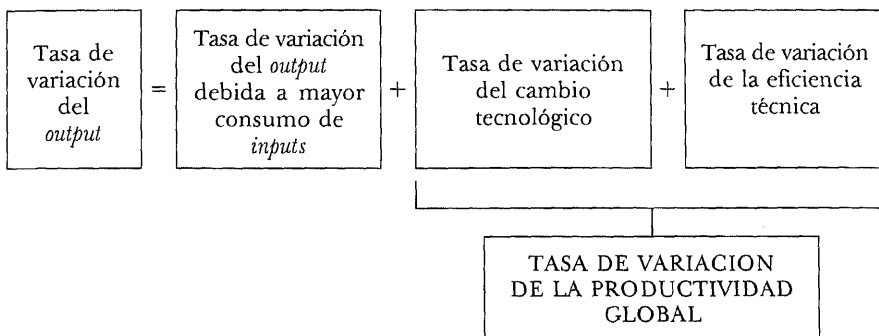 Tasa de
variación
del
output
=
Tasa de variación
del output
debida a mayor
consumo de
inputs
+
Tasa de variación
del cambio
tecnológico
+
Tasa de variación
de la eficiencia
técnica
TASA DE VARIACION
DE LA PRODUCTIVIDAD
GLOBAL